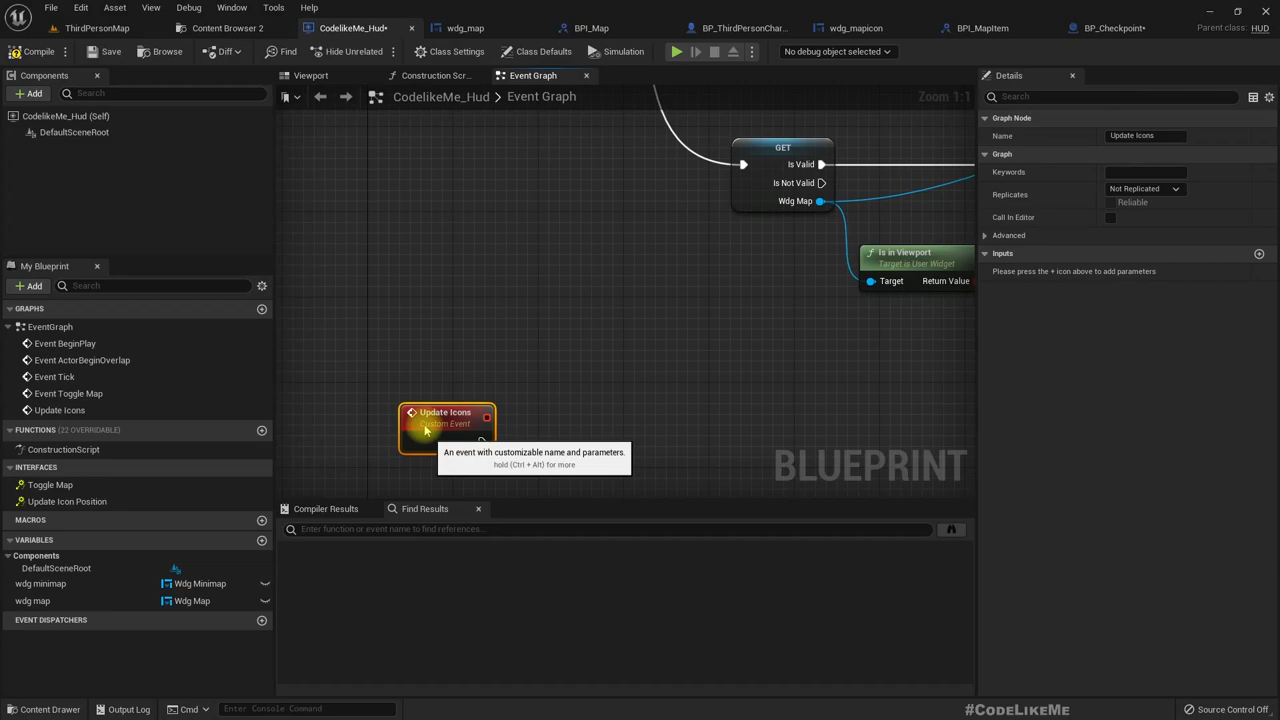 File Edit Asset View Debug Window Tools Help
Parent class: HUD
ThirdPersonMap Content Browser 2 CodelikeMe_Hud* wdg_map BPI_Map BP_ThirdPersonChar... wdg_mapicon BPI_MapItem BP_Checkpoint*
Compile Save Browse Diff Find Hide Unrelated Class Settings Class Defaults Simulation No debug object selected
Components
Viewport Construction Scr... Event Graph
Details
Add Search
CodelikeMe_Hud > Event Graph
Zoom 1:1
Search
CodelikeMe_Hud (Self)
DefaultSceneRoot
Graph Node
Name Update Icons
Graph
Keywords
Replicates Not Replicated
Reliable
Call In Editor
Advanced
Inputs
Please press the + icon above to add parameters
GET
Is Valid
Is Not Valid
Wdg Map
Is in Viewport
Target is User Widget
Target Return Value
My Blueprint
Add Search
GRAPHS
EventGraph
Event BeginPlay
Event ActorBeginOverlap
Event Tick
Event Toggle Map
Update Icons
FUNCTIONS (22 OVERRIDABLE)
ConstructionScript
INTERFACES
Toggle Map
Update Icon Position
MACROS
VARIABLES
Components
DefaultSceneRoot
wdg minimap Wdg Minimap
wdg map Wdg Map
EVENT DISPATCHERS
Update Icons
Custom Event
An event with customizable name and parameters.
hold (Ctrl + Alt) for more
BLUEPRINT
Compiler Results Find Results
Enter function or event name to find references...
Content Drawer Output Log Cmd Enter Console Command
#CodeLikeMe
Source Control Off